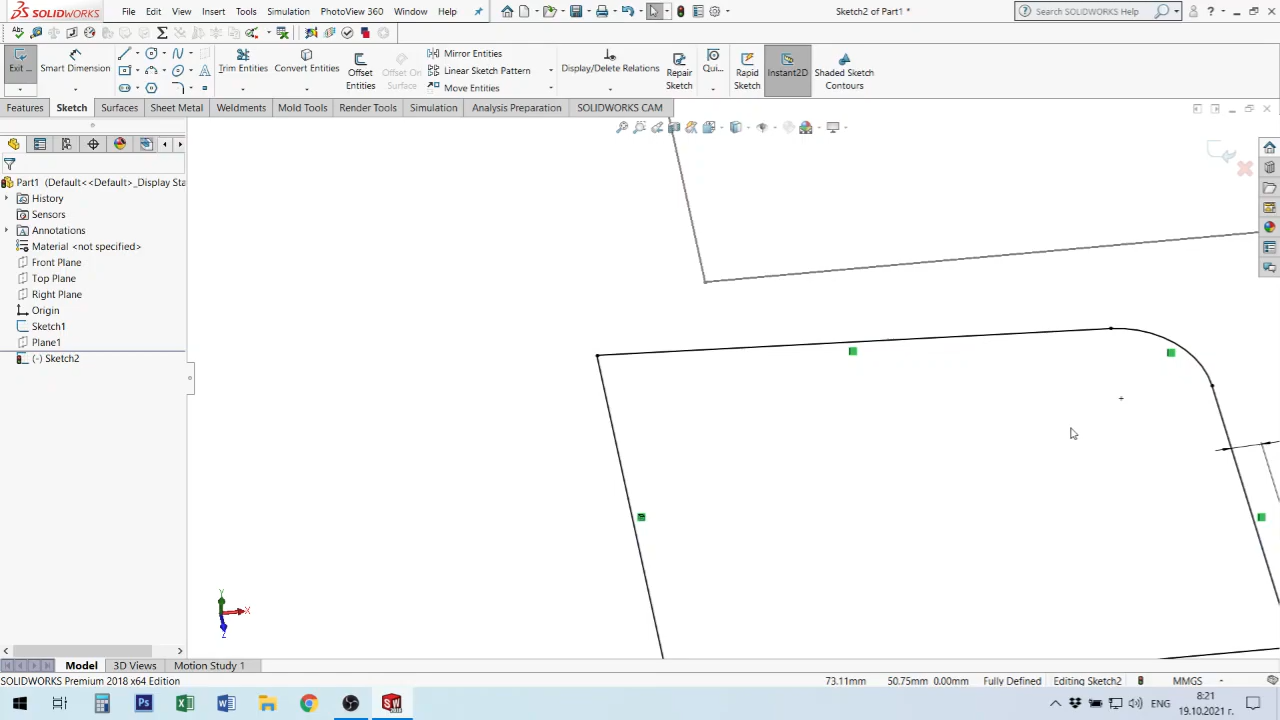 SOLIDWORKS File Edit View Insert Tools Simulation PhotoView 360 Window Help Sketch2 of Part1 * Search SOLIDWORKS Help
Exit ... Smart Dimension Trim Entities Convert Entities Offset Entities Offset On Surface Mirror Entities Linear Sketch Pattern Move Entities Display/Delete Relations Repair Sketch Qui... Rapid Sketch Instant2D Shaded Sketch Contours
Features Sketch Surfaces Sheet Metal Weldments Mold Tools Render Tools Simulation Analysis Preparation SOLIDWORKS CAM
Part1 (Default<<Default>_Display Sta
History
Sensors
Annotations
Material <not specified>
Front Plane
Top Plane
Right Plane
Origin
Sketch1
Plane1
(-) Sketch2
Y
X
Z
Model 3D Views Motion Study 1
SOLIDWORKS Premium 2018 x64 Edition 73.11mm 50.75mm 0.00mm Fully Defined Editing Sketch2 MMGS
ENG 8:21
19.10.2021 г.